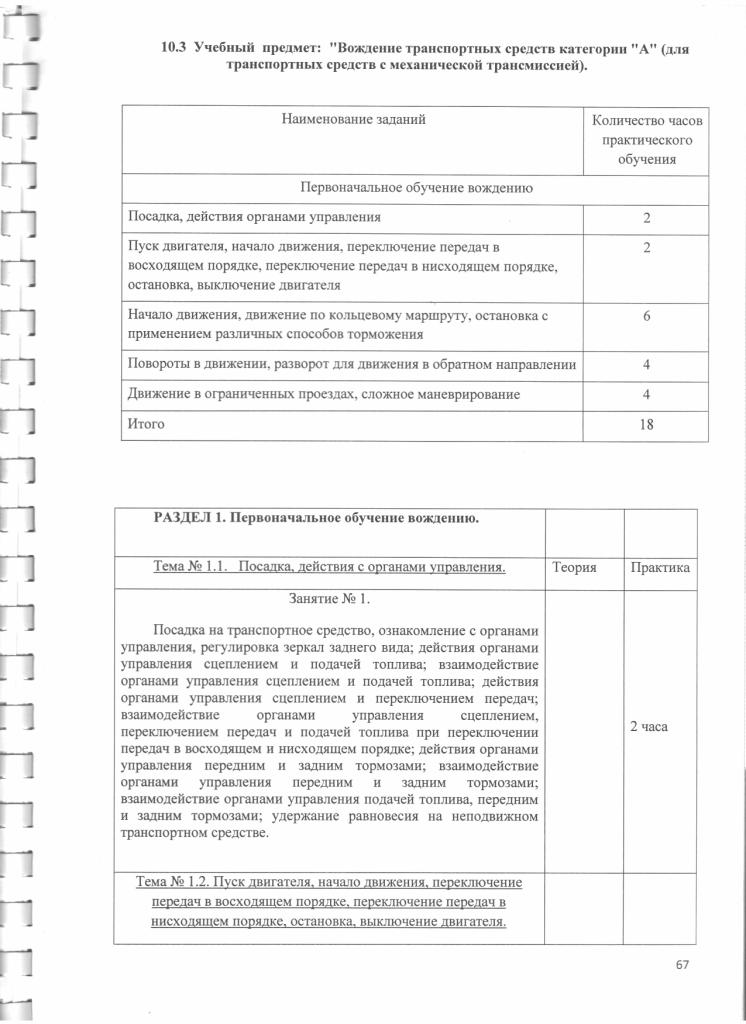 10.3 Учебный предмет: "Вождение транспортных средств категории "А" (для
транспортных средств с механической трансмиссией).
Наименование заданий
Количество часов
практического
обучения
Первоначальное обучение вождению
Посадка, действия органами управления
2
Пуск двигателя, начало движения, переключение передач в
2
восходящем порядке, переключение передач в нисходящем порядке,
остановка, выключение двигателя
Начало движения, движение по кольцевому маршруту, остановка с
6
применением различных способов торможения
Повороты в движении, разворот для движения в обратном направлении
4
Движение в ограниченных проездах, сложное маневрирование
4
Итого
18
РАЗДЕЛ 1. Первоначальное обучение вождению.
Тема № 1.1. Посадка, действия с органами управления.
Теория
Практика
Занятие № 1.
Посадка на транспортное средство, ознакомление с органами
управления, регулировка зеркал заднего вида; действия органами
управления сцеплением и подачей топлива; взаимодействие
органами управления сцеплением и подачей топлива; действия
органами управления сцеплением и переключением передач;
взаимодействие органами управления сцеплением,
переключением передач и подачей топлива при переключении
передач в восходящем и нисходящем порядке; действия органами
управления передним и задним тормозами; взаимодействие
органами управления передним и задним тормозами;
взаимодействие органами управления подачей топлива, передним
и задним тормозами; удержание равновесия на неподвижном
транспортном средстве.
2 часа
Тема № 1.2. Пуск двигателя, начало движения, переключение
передач в восходящем порядке, переключение передач в
нисходящем порядке, остановка, выключение двигателя.
67